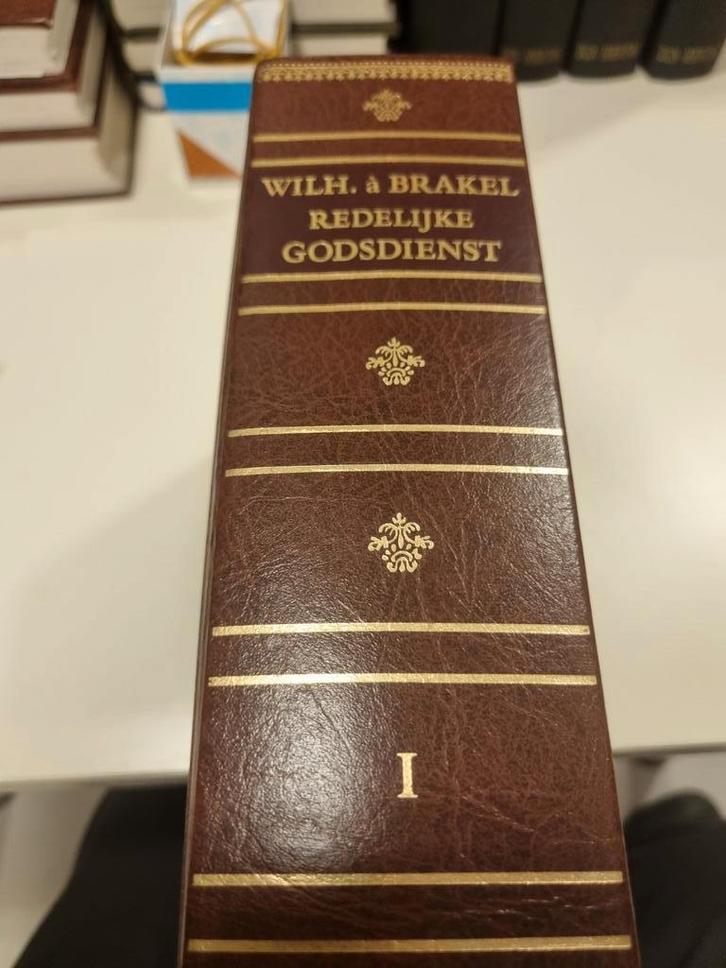 WILH. à BRAKEL
REDELIJKE
GODSDIENST
I